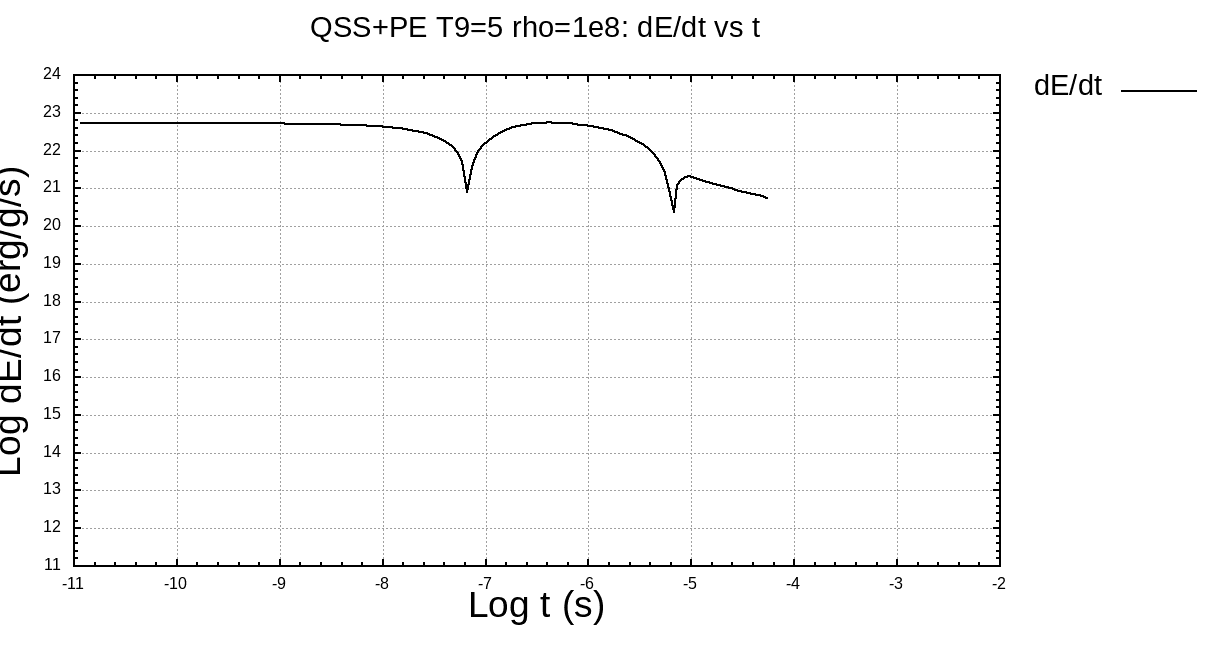 QSS+PE T9=5 rho=1e8: dE/dt vs t
dE/dt
24
23
22
21
20
19
18
17
16
15
14
13
12
11
Log dE/dt (erg/g/s)
-11 -10 -9 -8 -7 -6 -5 -4 -3 -2
Log t (s)